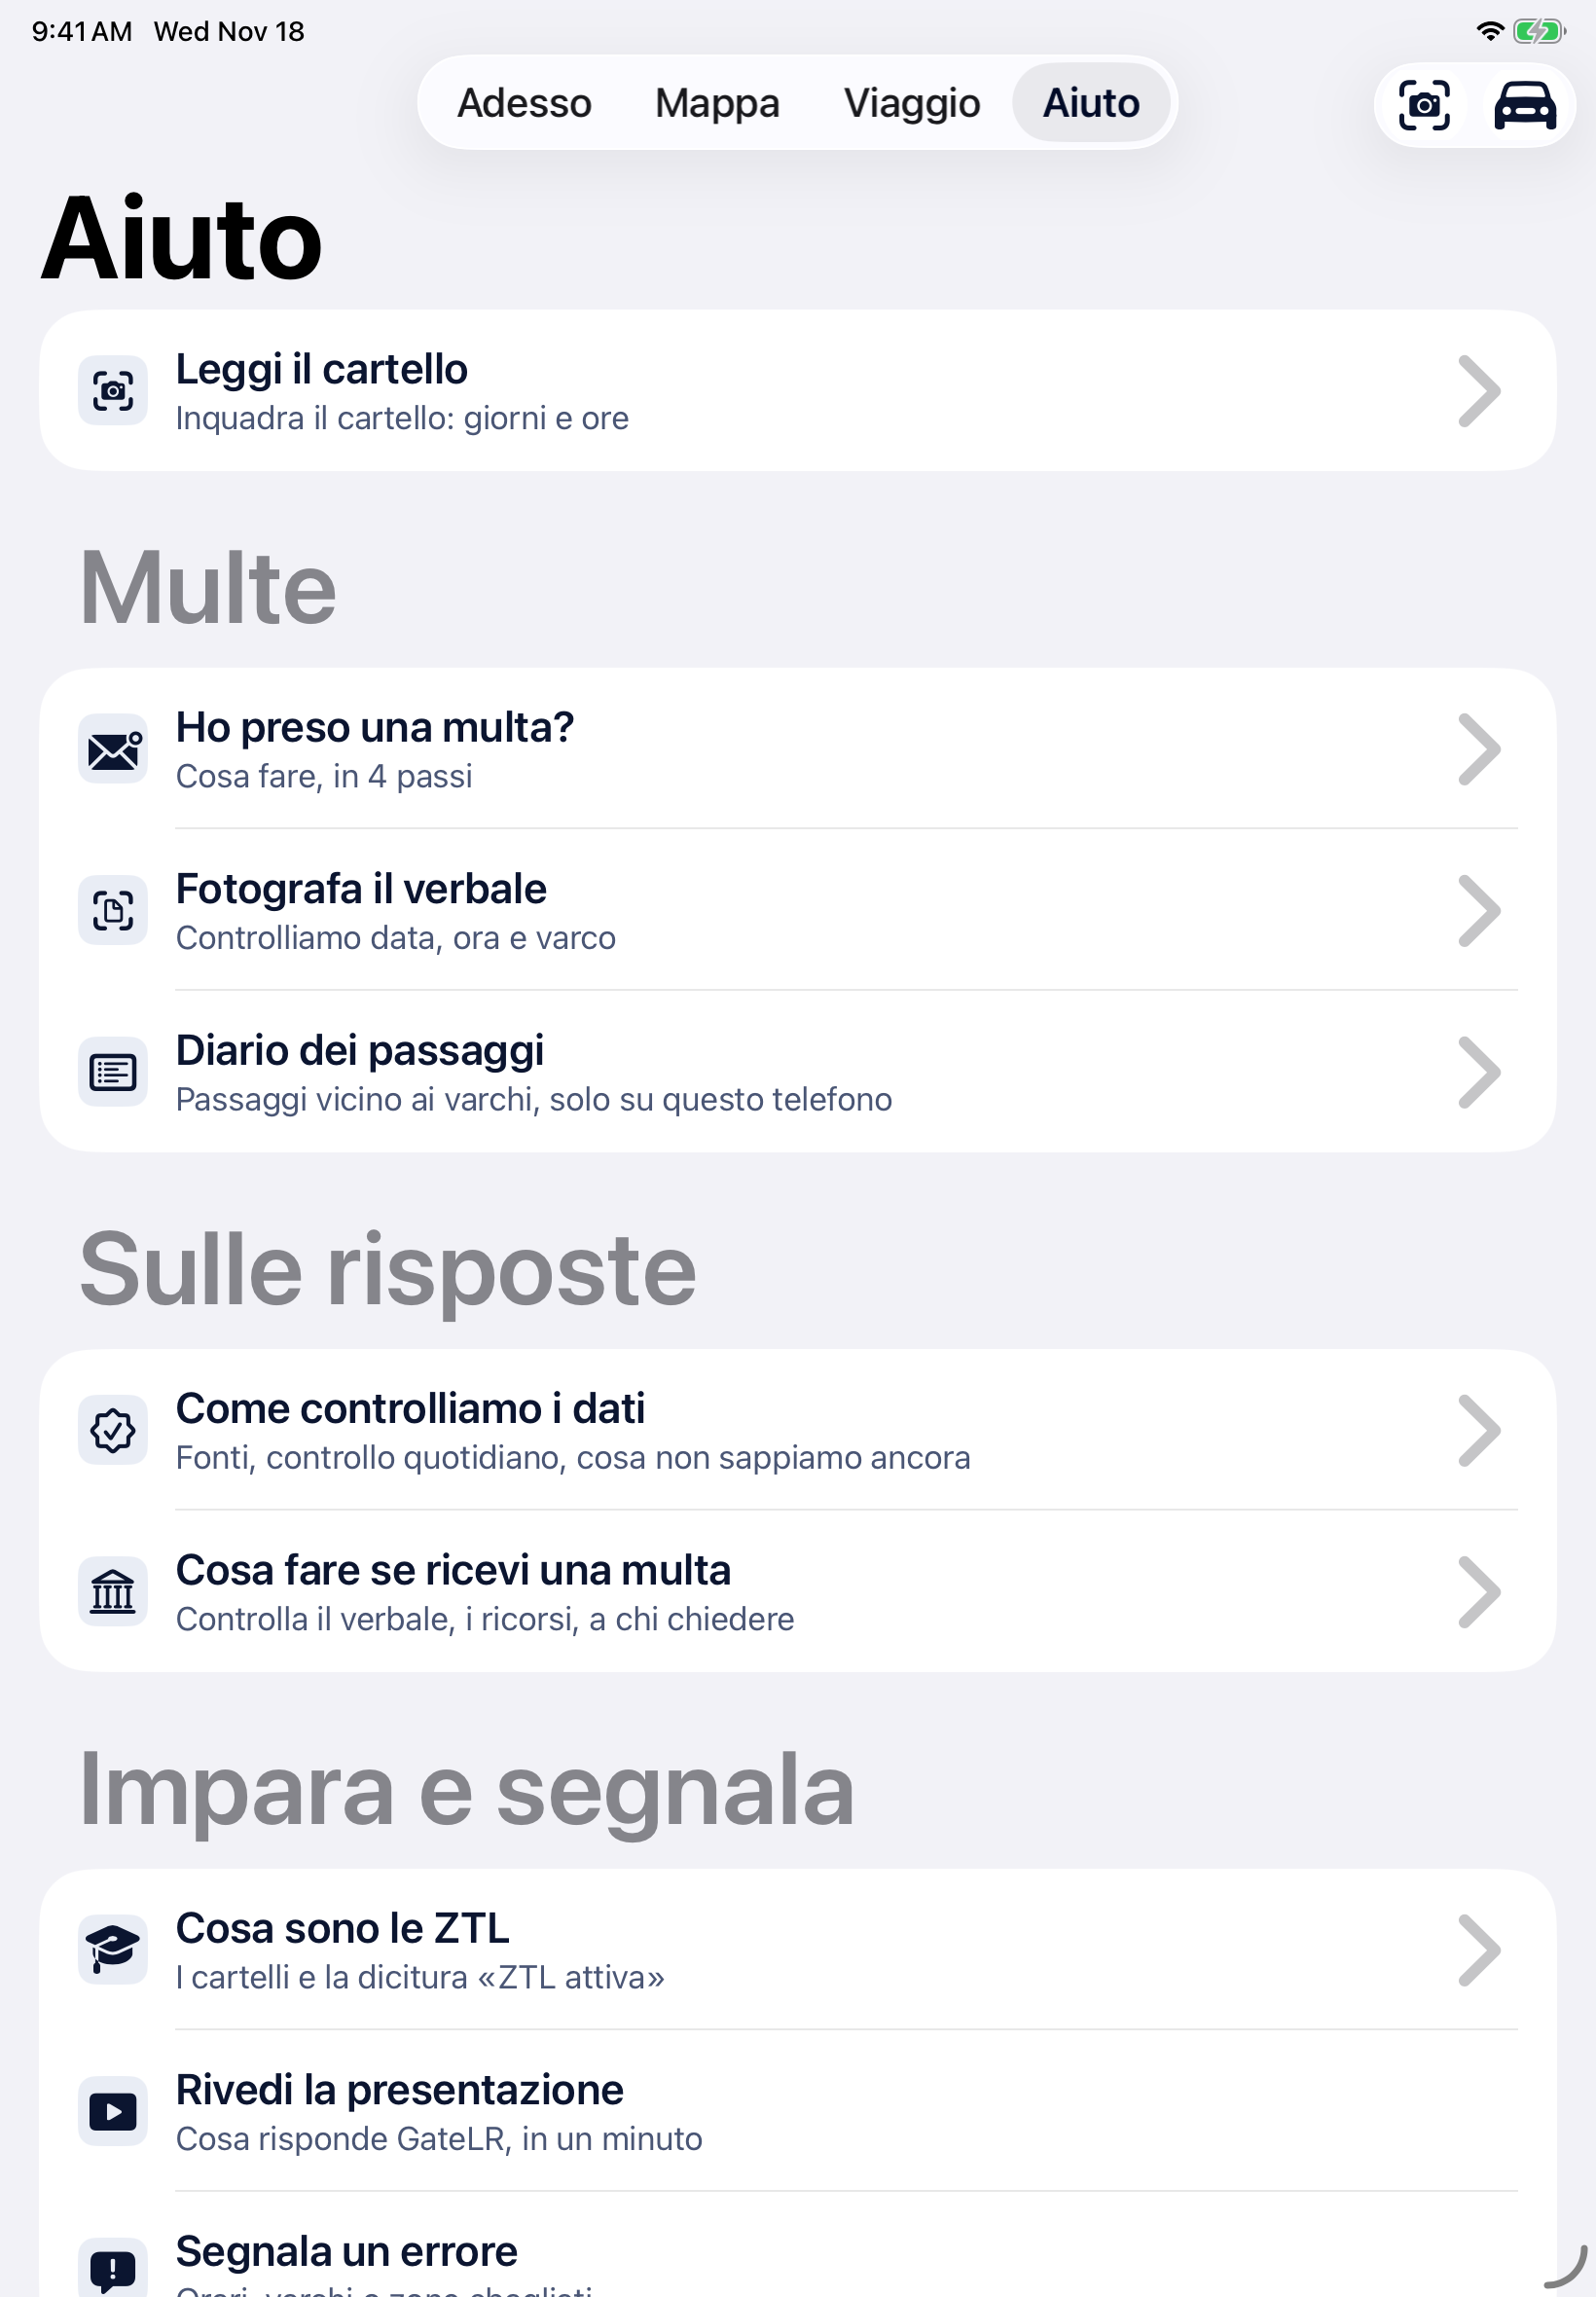 9:41 AM Wed Nov 18
Adesso Mappa Viaggio Aiuto
Aiuto
Leggi il cartello
Inquadra il cartello: giorni e ore
Multe
Ho preso una multa?
Cosa fare, in 4 passi
Fotografa il verbale
Controlliamo data, ora e varco
Diario dei passaggi
Passaggi vicino ai varchi, solo su questo telefono
Sulle risposte
Come controlliamo i dati
Fonti, controllo quotidiano, cosa non sappiamo ancora
Cosa fare se ricevi una multa
Controlla il verbale, i ricorsi, a chi chiedere
Impara e segnala
Cosa sono le ZTL
I cartelli e la dicitura «ZTL attiva»
Rivedi la presentazione
Cosa risponde GateLR, in un minuto
Segnala un errore